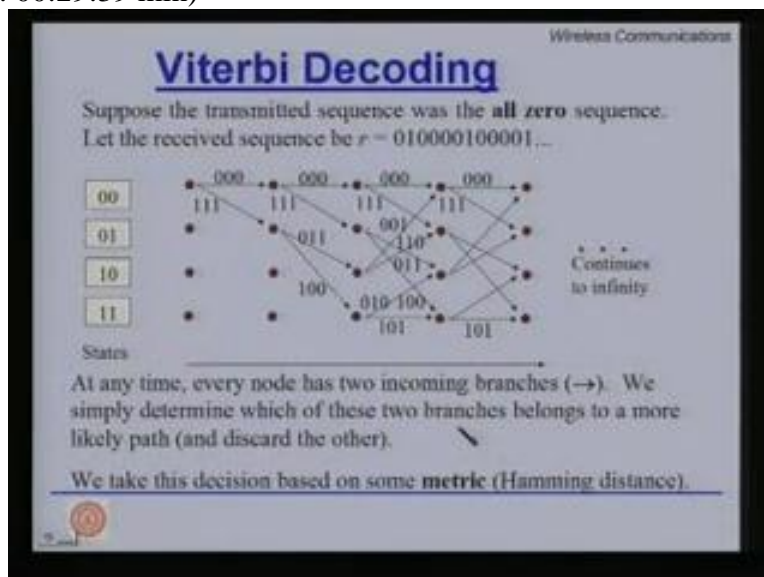 Wireless Communications
Viterbi Decoding
Suppose the transmitted sequence was the all zero sequence.
Let the received sequence be r = 010000100001...
000 000 000 000
00
111 111 111 111
01
001
011 110
011
10
100
010 100
11
101 101
Continues
to infinity
States
At any time, every node has two incoming branches (→). We
simply determine which of these two branches belongs to a more
likely path (and discard the other).
We take this decision based on some metric (Hamming distance).